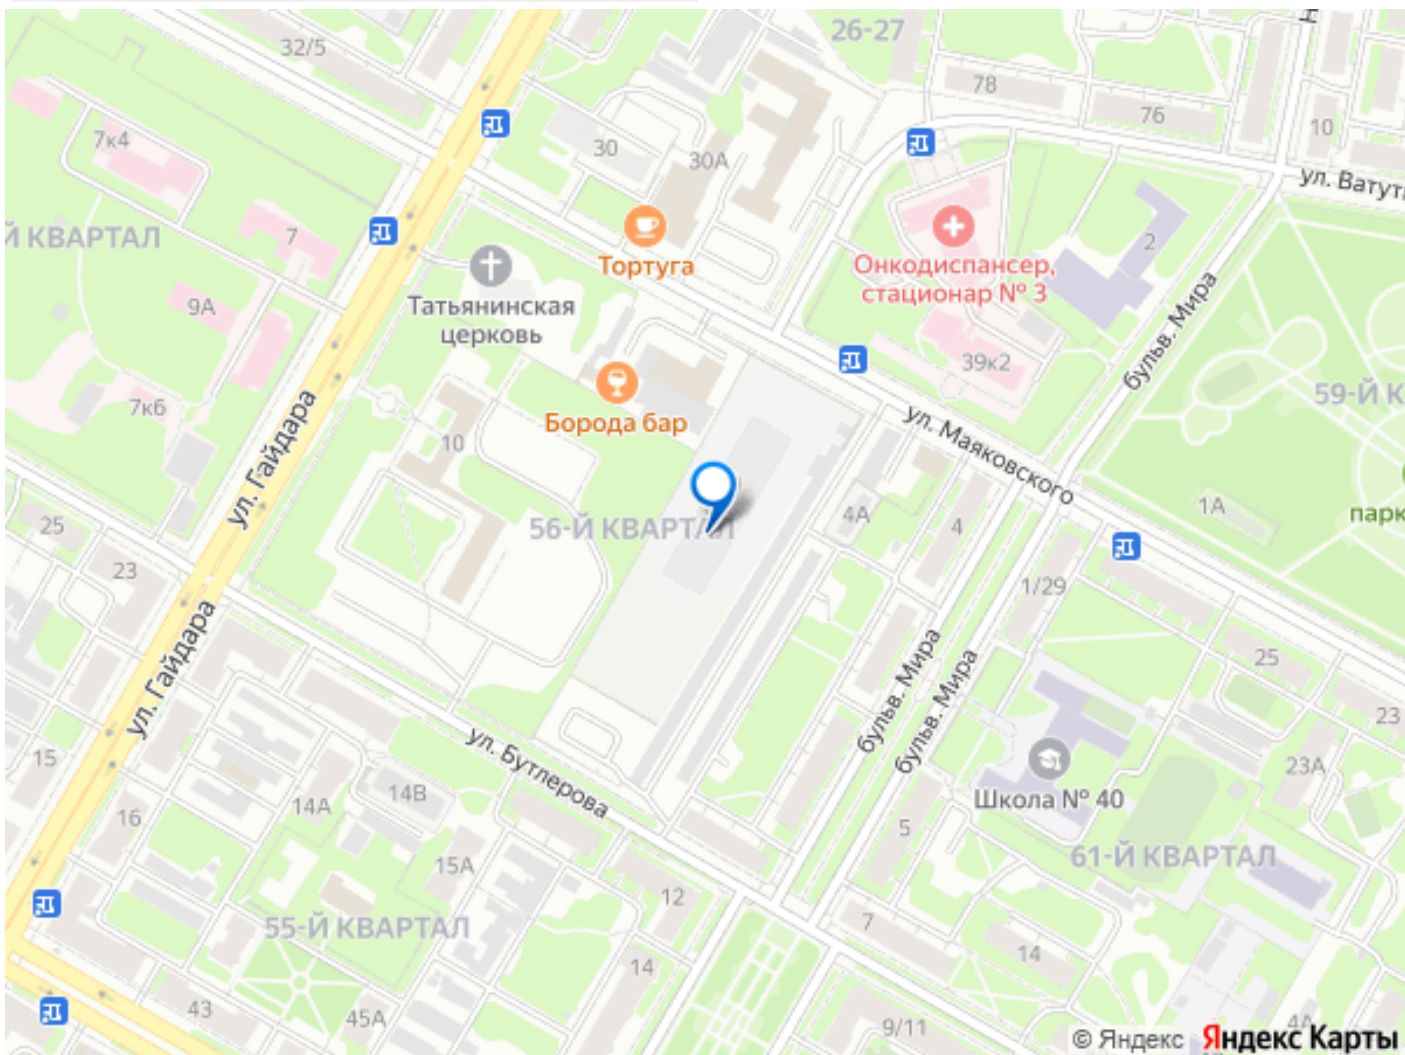 26-27
32/5
78
76
10
7к4
30
30А
ул. Ватут
Й КВАРТАЛ
7
2
Тортуга
Онкодиспансер,
стационар № 3
9А
Татьянинская
церковь
бульв. Мира
39к2
59-Й К
7к6
Борода бар
ул. Гайдара
10
ул. Маяковского
1А
парк
25
56-Й КВАРТАЛ
4А
4
23
1/29
ул. Гайдара
бульв. Мира
бульв. Мира
25
23
15
ул. Бутлерова
23А
14А
14В
Школа № 40
16
5
61-Й КВАРТАЛ
15А
12
55-Й КВАРТАЛ
7
14
14
43
45А
9/11
4А
© Яндекс Яндекс Карты